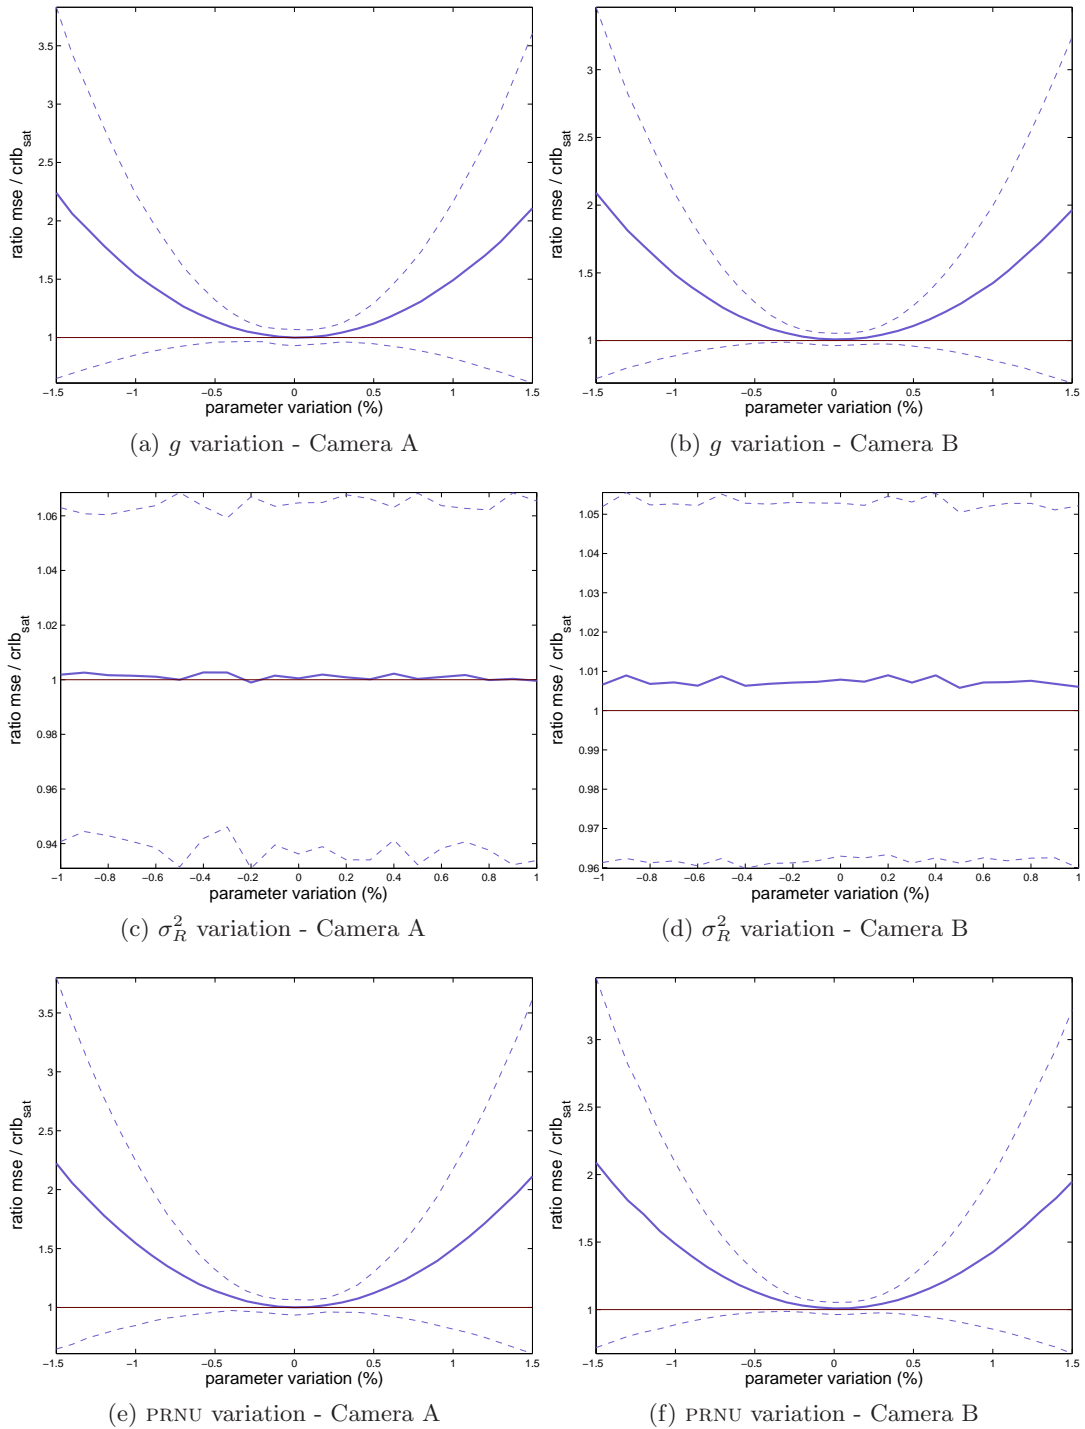 3.5
3
2.5
2
1.5
1
−1.5 −1 −0.5 0 0.5 1 1.5
ratio mse / crlb_sat
parameter variation (%)
(a) g variation - Camera A
3
2.5
2
1.5
1
−1.5 −1 −0.5 0 0.5 1 1.5
ratio mse / crlb_sat
parameter variation (%)
(b) g variation - Camera B
1.06
1.04
1.02
1
0.98
0.96
0.94
−1 −0.8 −0.6 −0.4 −0.2 0 0.2 0.4 0.6 0.8 1
ratio mse / crlb_sat
parameter variation (%)
(c) σ_R^2 variation - Camera A
1.05
1.04
1.03
1.02
1.01
1
0.99
0.98
0.97
0.96
−1 −0.8 −0.6 −0.4 −0.2 0 0.2 0.4 0.6 0.8 1
ratio mse / crlb_sat
parameter variation (%)
(d) σ_R^2 variation - Camera B
3.5
3
2.5
2
1.5
1
−1.5 −1 −0.5 0 0.5 1 1.5
ratio mse / crlb_sat
parameter variation (%)
(e) PRNU variation - Camera A
3
2.5
2
1.5
1
−1.5 −1 −0.5 0 0.5 1 1.5
ratio mse / crlb_sat
parameter variation (%)
(f) PRNU variation - Camera B